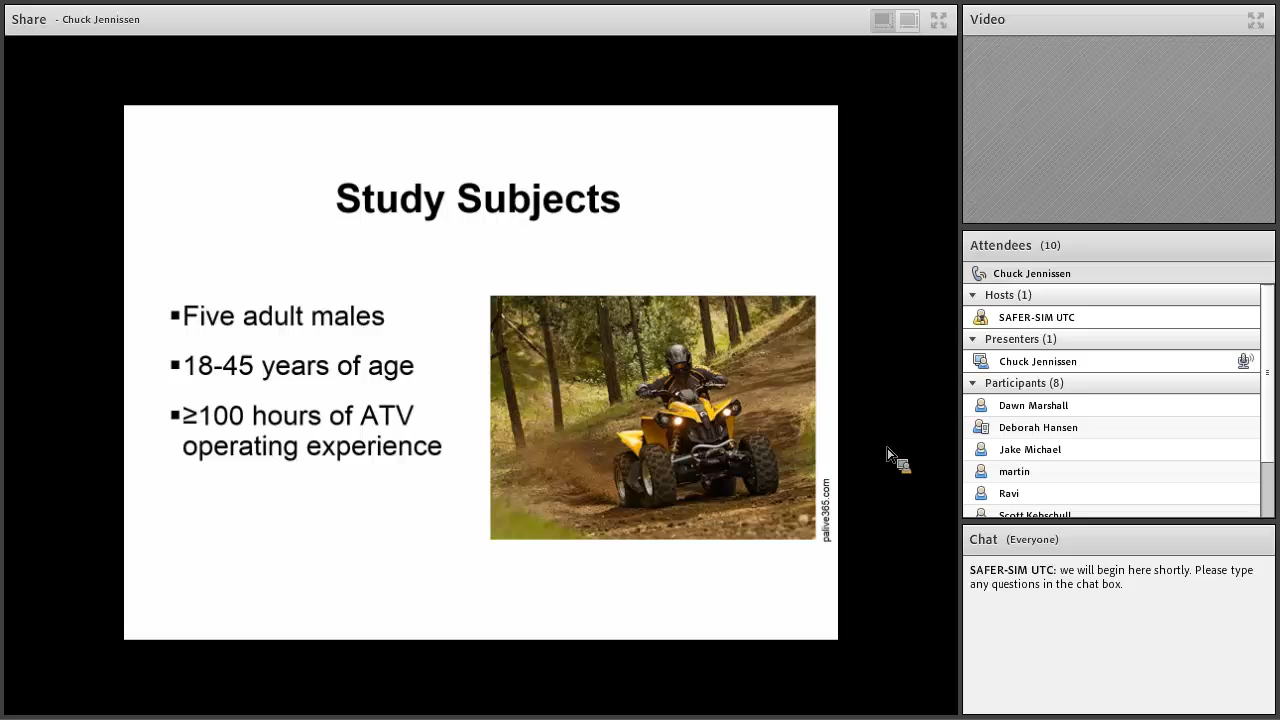 Share - Chuck Jennissen
Study Subjects
▪Five adult males
▪18-45 years of age
▪≥100 hours of ATV
operating experience
palive365.com
Video
Attendees (10)
Chuck Jennissen
Hosts (1)
SAFER-SIM UTC
Presenters (1)
Chuck Jennissen
Participants (8)
Dawn Marshall
Deborah Hansen
Jake Michael
martin
Ravi
Scott Kebschull
Chat (Everyone)
SAFER-SIM UTC: we will begin here shortly. Please type
any questions in the chat box.